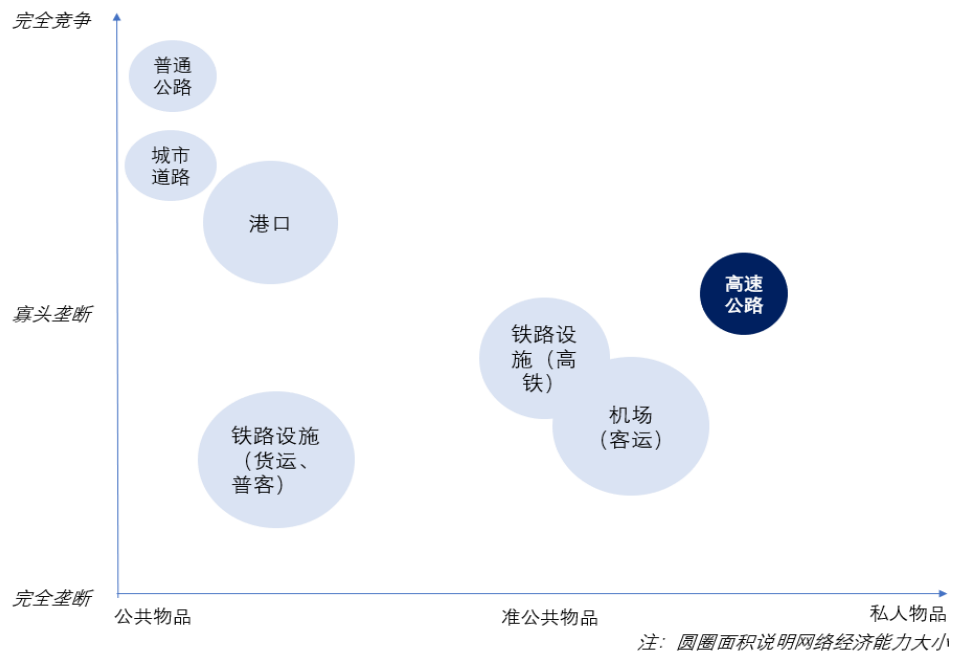 完全竞争
普通
公路
城市
道路
港口
高速
公路
寡头垄断
铁路设
施（高
铁）
机场
（客运）
铁路设施
（货运、
普客）
完全垄断
公共物品
准公共物品
私人物品
注：圆圈面积说明网络经济能力大小